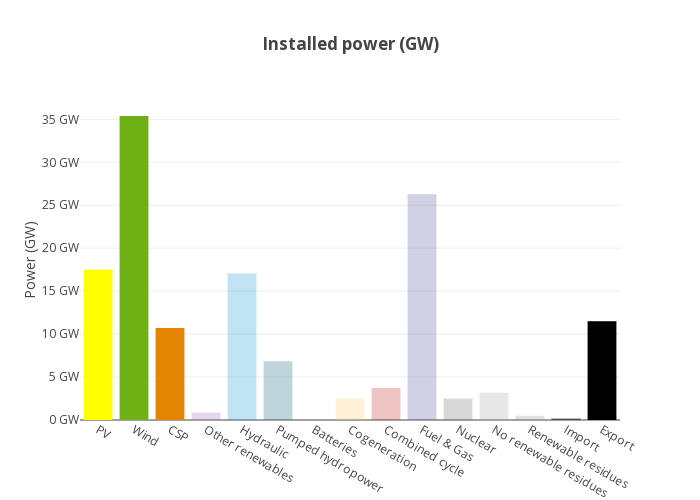 Installed power (GW)
Power (GW)
35 GW
30 GW
25 GW
20 GW
15 GW
10 GW
5 GW
0 GW
PV
Wind
CSP
Other renewables
Hydraulic
Pumped hydropower
Batteries
Cogeneration
Combined cycle
Fuel & Gas
Nuclear
No renewable residues
Renewable residues
Import
Export